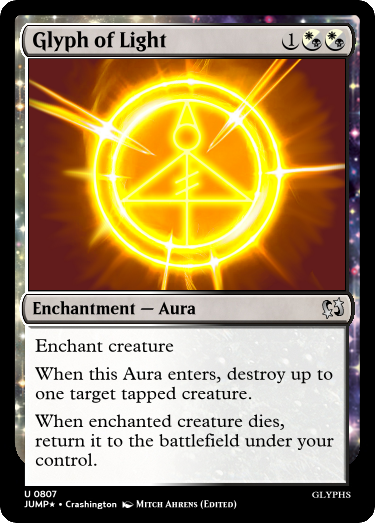 Glyph of Light 1
Enchantment — Aura
Enchant creature
When this Aura enters, destroy up to
one target tapped creature.
When enchanted creature dies,
return it to the battlefield under your
control.
U 0807
JUMP★ • Crashington Mitch Ahrens (Edited)
GLYPHS